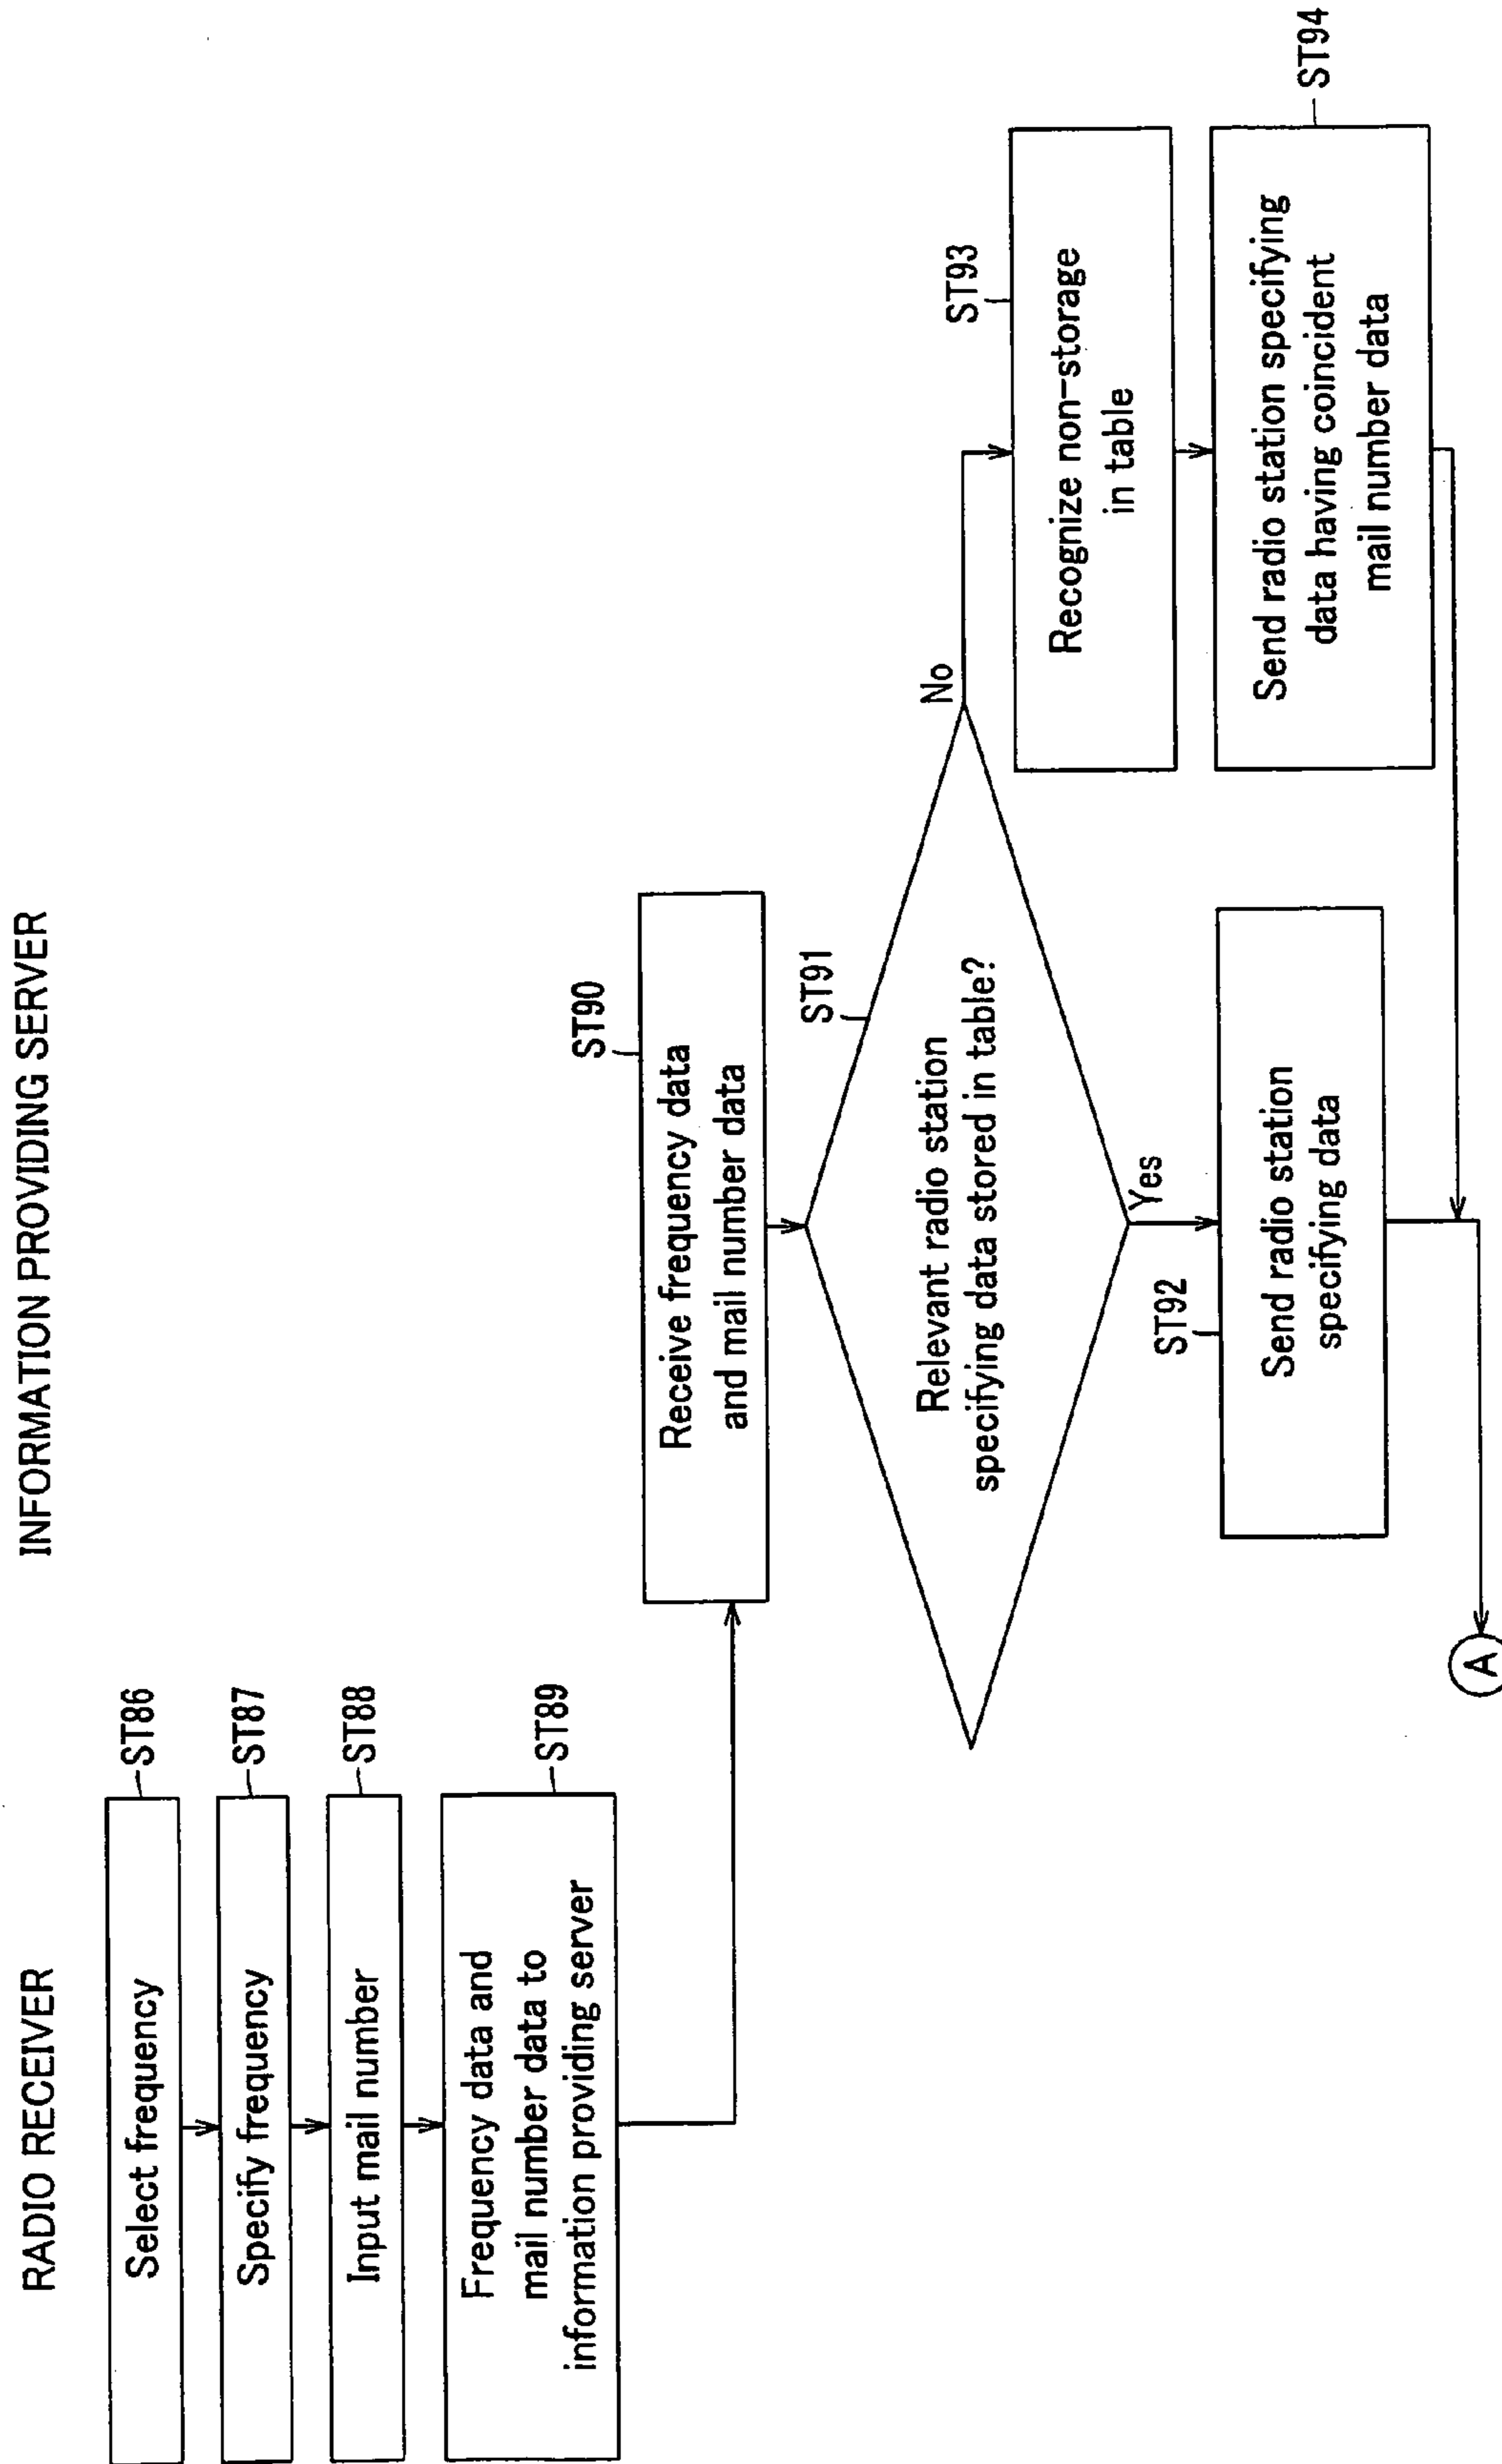 RADIO RECEIVER
INFORMATION PROVIDING SERVER
Select frequency
ST86
Specify frequency
ST87
Input mail number
ST88
Frequency data and
mail number data to
information providing server
ST89
ST90
Receive frequency data
and mail number data
ST91
Relevant radio station
specifying data stored in table?
No
Yes
ST92
Send radio station
specifying data
ST93
Recognize non-storage
in table
ST94
Send radio station specifying
data having coincident
mail number data
A